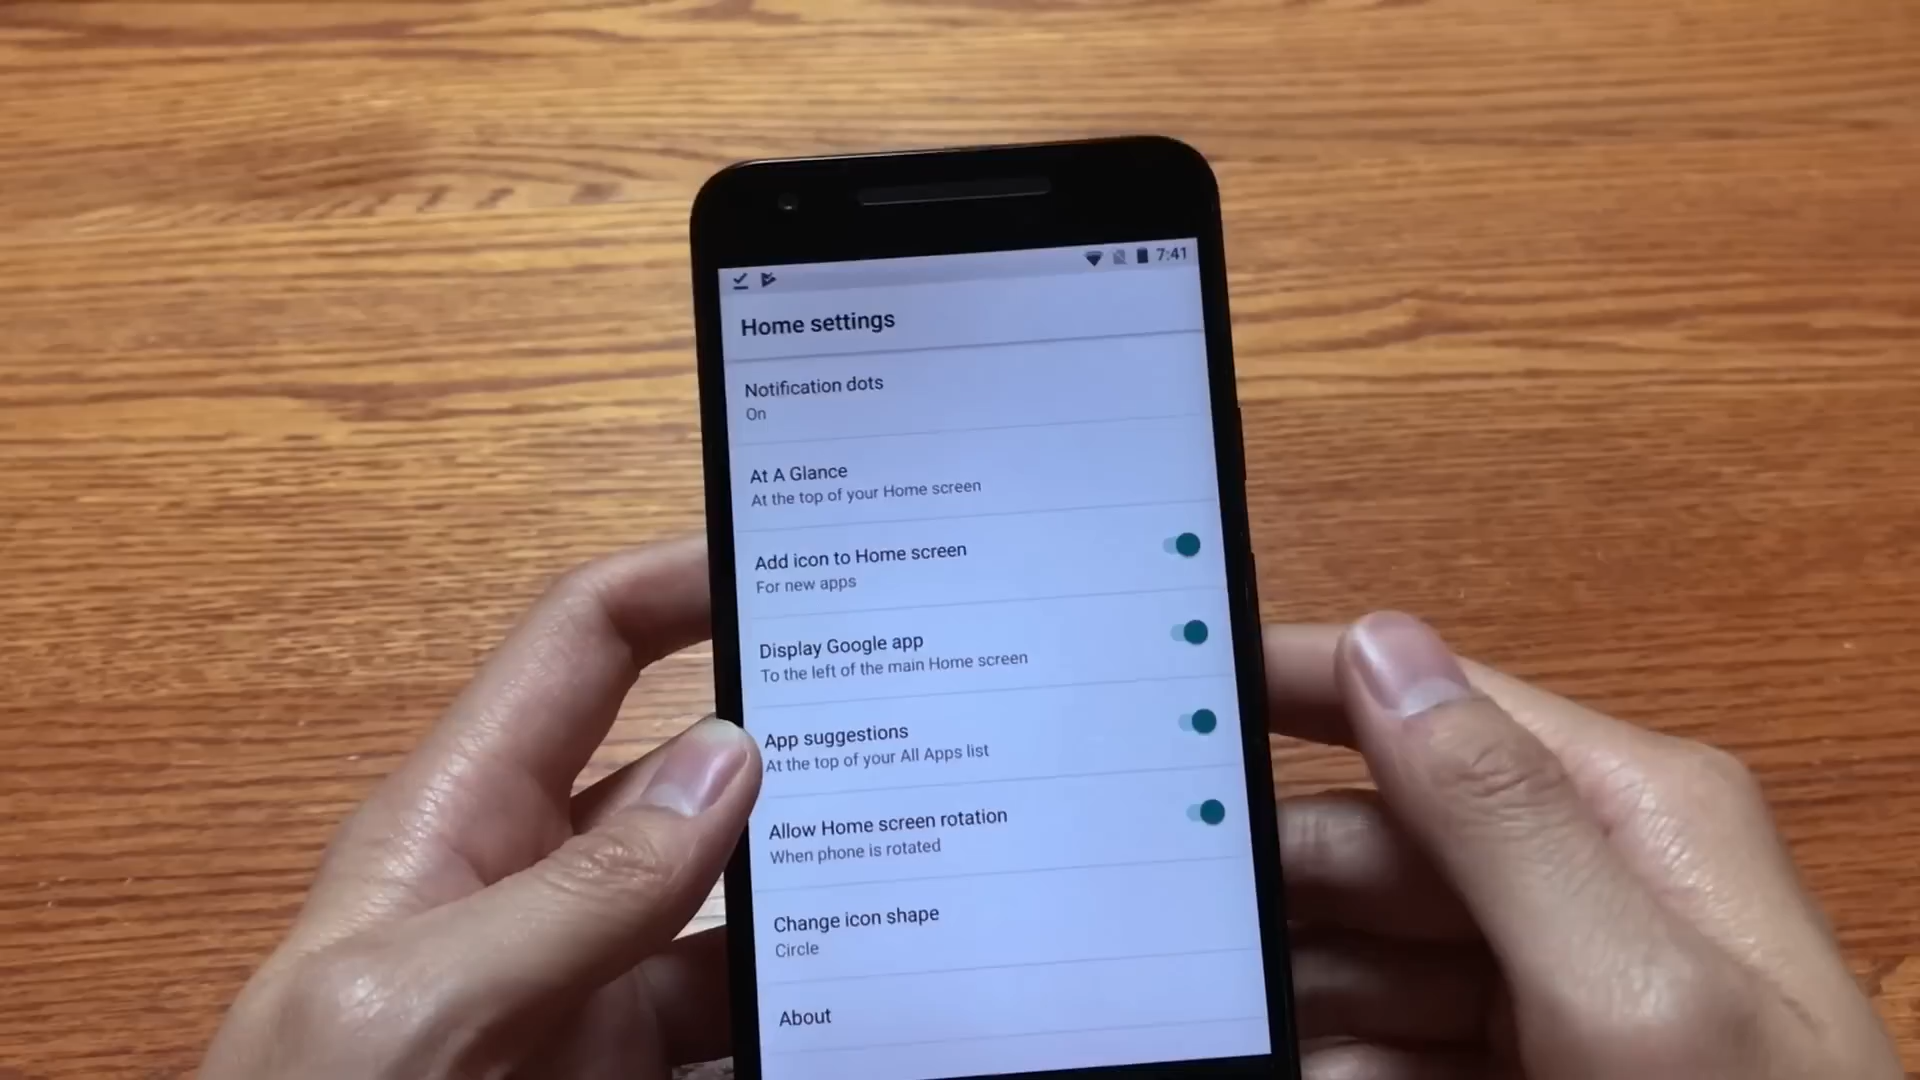 7:41
Home settings
Notification dots
On
At A Glance
At the top of your Home screen
Add icon to Home screen
For new apps
Display Google app
To the left of the main Home screen
App suggestions
At the top of your All Apps list
Allow Home screen rotation
When phone is rotated
Change icon shape
Circle
About